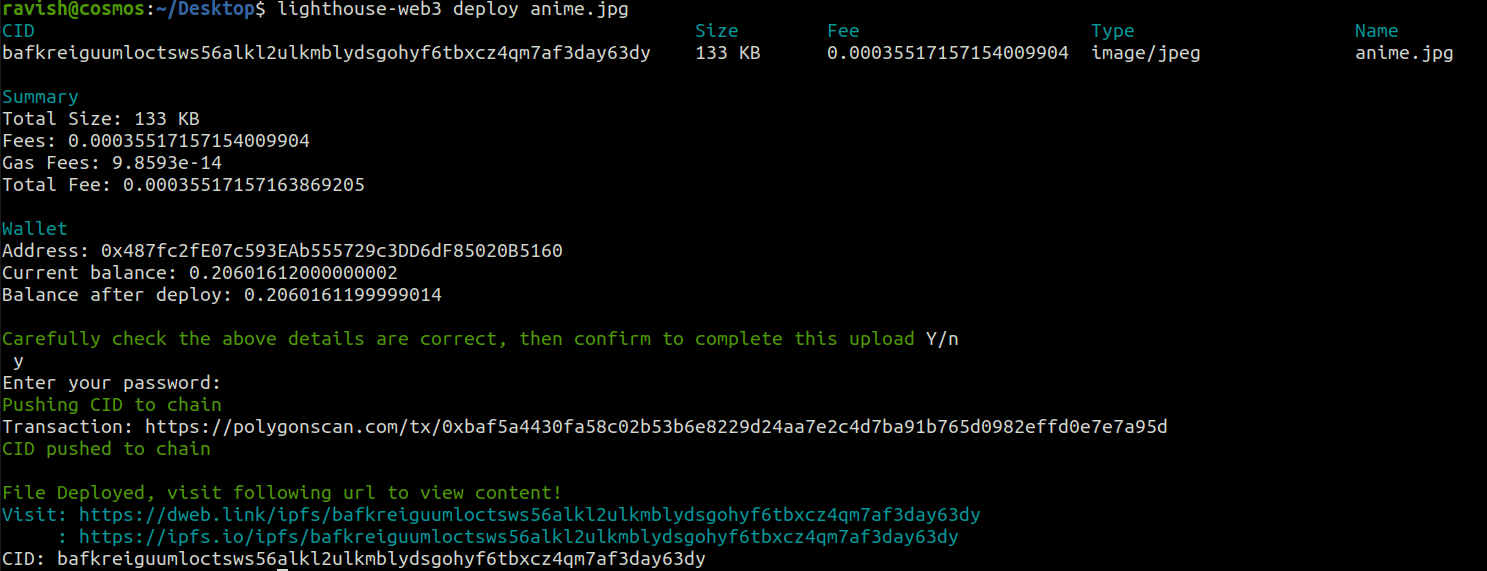 ravish@cosmos:~/Desktop$ lighthouse-web3 deploy anime.jpg
CID Size Fee Type Name
bafkreiguumloctsws56alkl2ulkmblydsgohyf6tbxcz4qm7af3day63dy 133 KB 0.00035517157154009904 image/jpeg anime.jpg
Summary
Total Size: 133 KB
Fees: 0.00035517157154009904
Gas Fees: 9.8593e-14
Total Fee: 0.00035517157163869205
Wallet
Address: 0x487fc2fE07c593EAb555729c3DD6dF85020B5160
Current balance: 0.20601612000000002
Balance after deploy: 0.2060161199999014
Carefully check the above details are correct, then confirm to complete this upload Y/n
y
Enter your password:
Pushing CID to chain
Transaction: https://polygonscan.com/tx/0xbaf5a4430fa58c02b53b6e8229d24aa7e2c4d7ba91b765d0982effd0e7e7a95d
CID pushed to chain
File Deployed, visit following url to view content!
Visit: https://dweb.link/ipfs/bafkreiguumloctsws56alkl2ulkmblydsgohyf6tbxcz4qm7af3day63dy
: https://ipfs.io/ipfs/bafkreiguumloctsws56alkl2ulkmblydsgohyf6tbxcz4qm7af3day63dy
CID: bafkreiguumloctsws56alkl2ulkmblydsgohyf6tbxcz4qm7af3day63dy